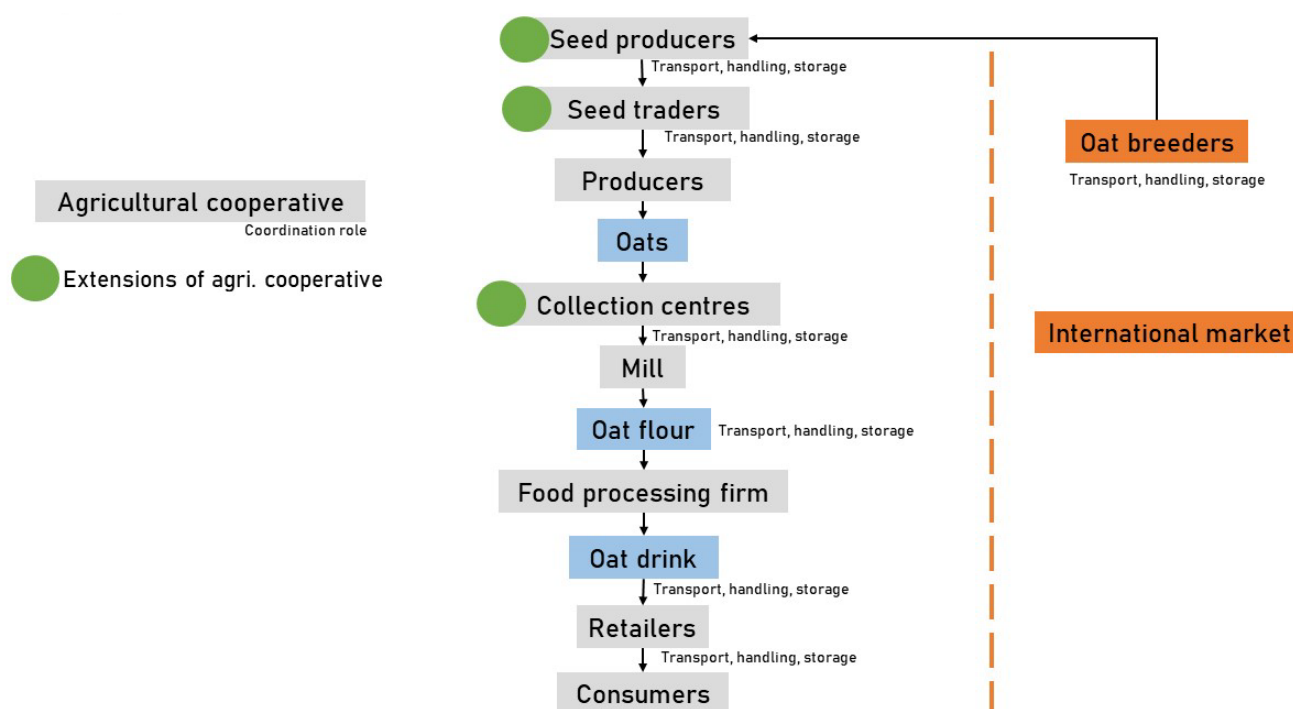 Seed producers
Transport, handling, storage
Seed traders
Transport, handling, storage
Oat breeders
Transport, handling, storage
Producers
Agricultural cooperative
Coordination role
Oats
Extensions of agri. cooperative
Collection centres
Transport, handling, storage
International market
Mill
Oat flour
Transport, handling, storage
Food processing firm
Oat drink
Transport, handling, storage
Retailers
Transport, handling, storage
Consumers